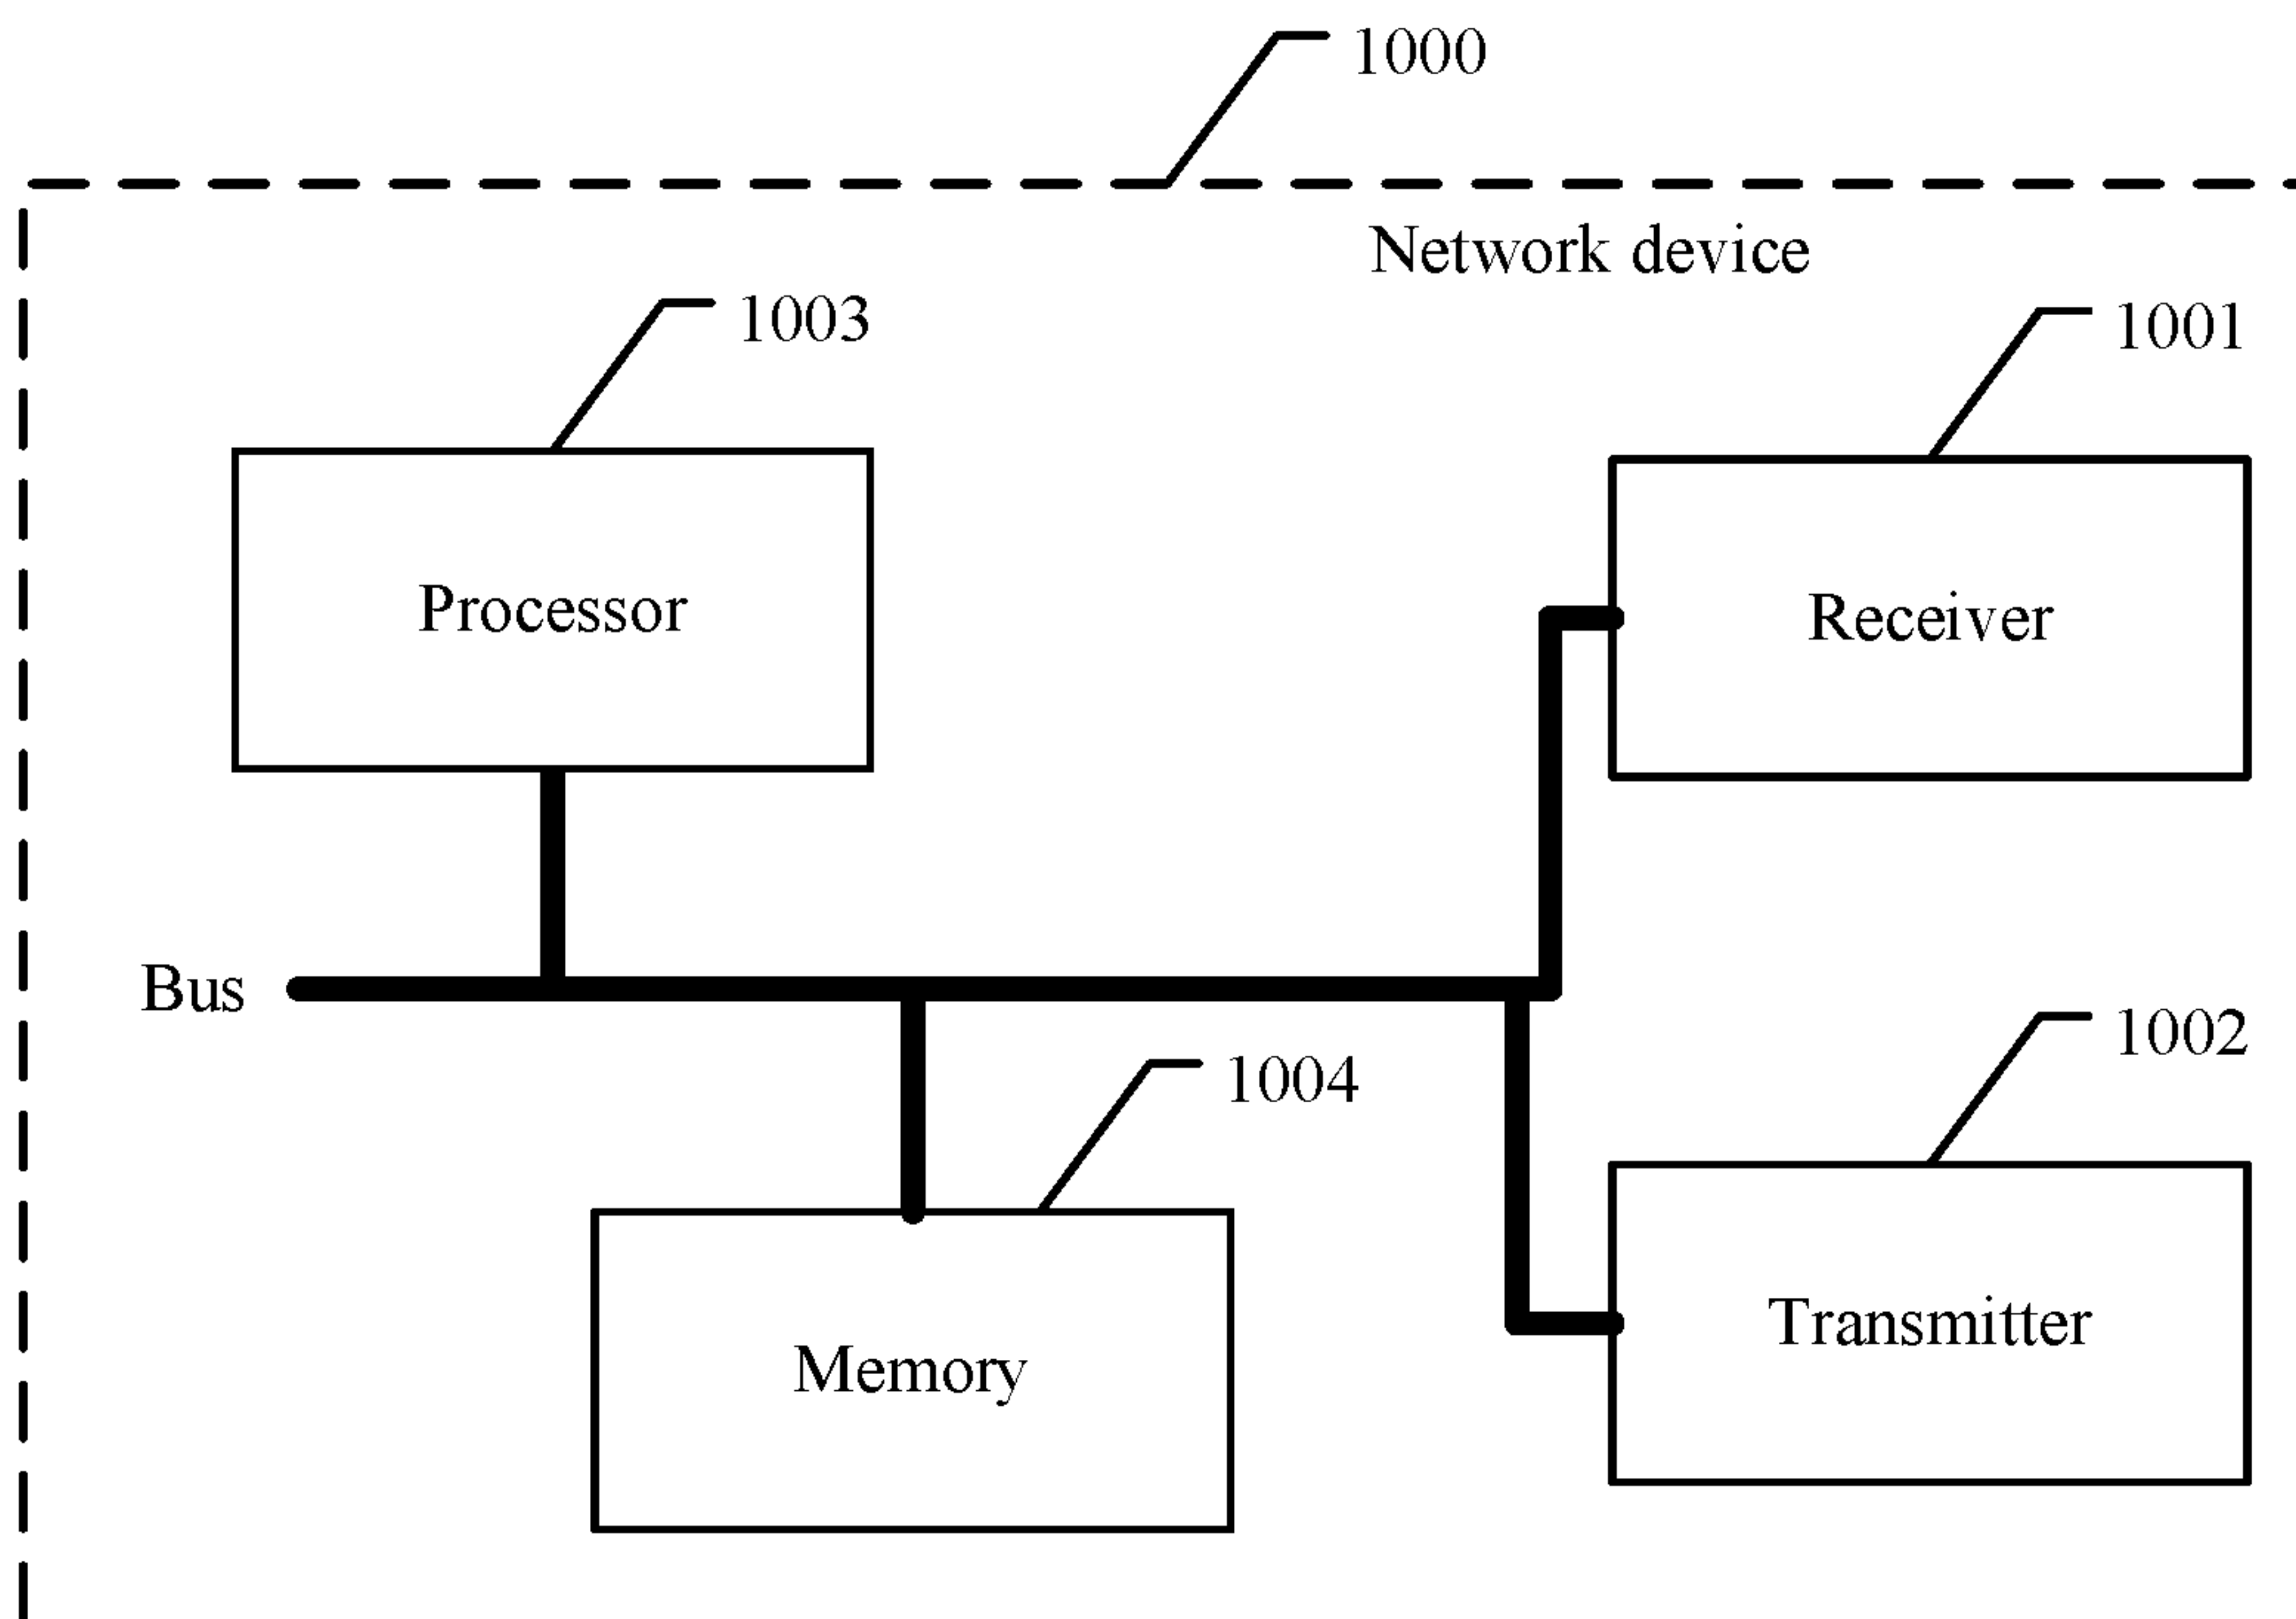 1000
Network device
1003
1001
Processor
Receiver
Bus
1002
1004
Transmitter
Memory